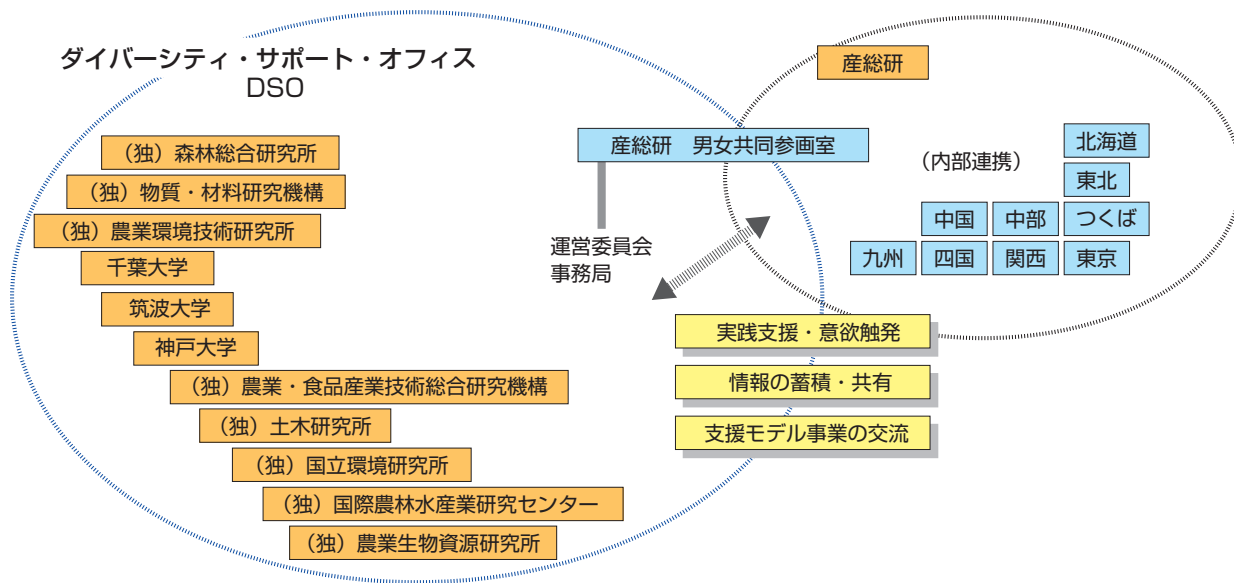 ダイバーシティ・サポート・オフィス
DSO
（独）森林総合研究所
（独）物質・材料研究機構
（独）農業環境技術研究所
千葉大学
筑波大学
神戸大学
（独）農業・食品産業技術総合研究機構
（独）土木研究所
（独）国立環境研究所
（独）国際農林水産業研究センター
（独）農業生物資源研究所
産総研　男女共同参画室
運営委員会
事務局
産総研
（内部連携）
北海道
東北
中国
中部
つくば
九州
四国
関西
東京
実践支援・意欲触発
情報の蓄積・共有
支援モデル事業の交流